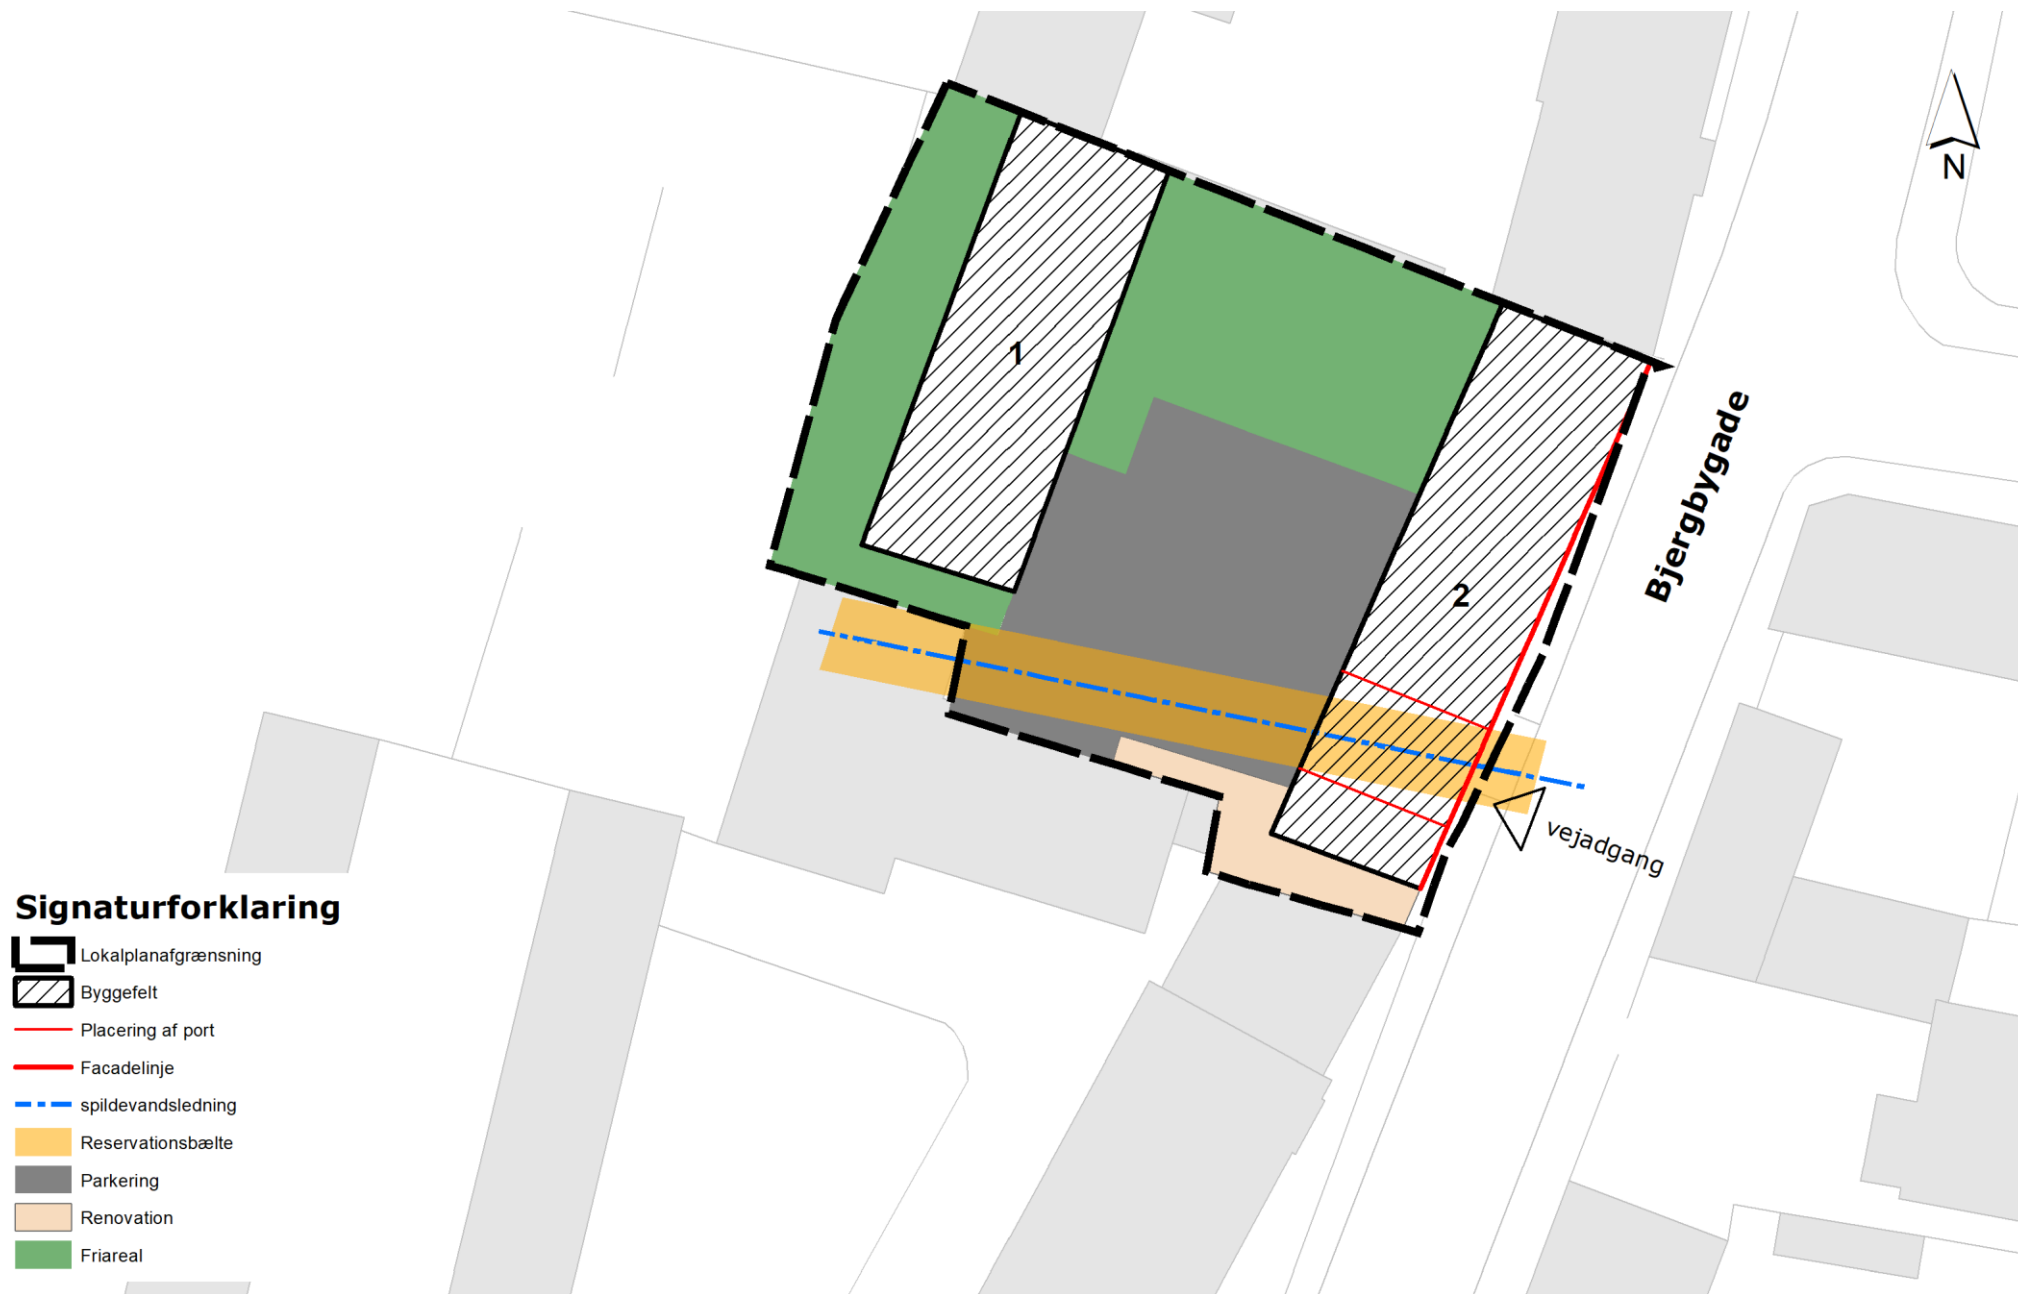 N
1
2
Bjergbygade
vejadgang
Signaturforklaring
Lokalplanafgrænsning
Byggefelt
Placering af port
Facadelinje
spildevandsledning
Reservationsbælte
Parkering
Renovation
Friareal